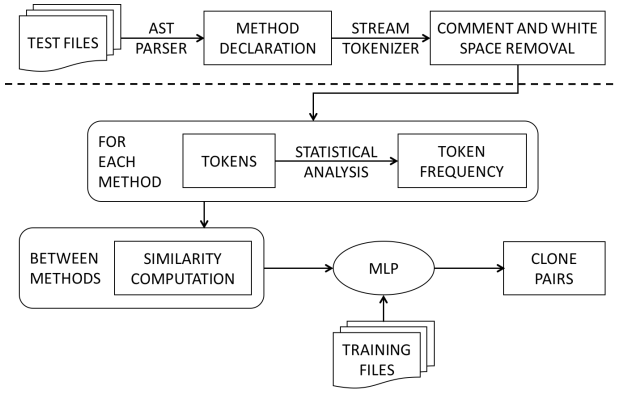 TEST FILES
AST
PARSER
METHOD
DECLARATION
STREAM
TOKENIZER
COMMENT AND WHITE
SPACE REMOVAL
FOR
EACH
METHOD
TOKENS
STATISTICAL
ANALYSIS
TOKEN
FREQUENCY
BETWEEN
METHODS
SIMILARITY
COMPUTATION
MLP
CLONE
PAIRS
TRAINING
FILES